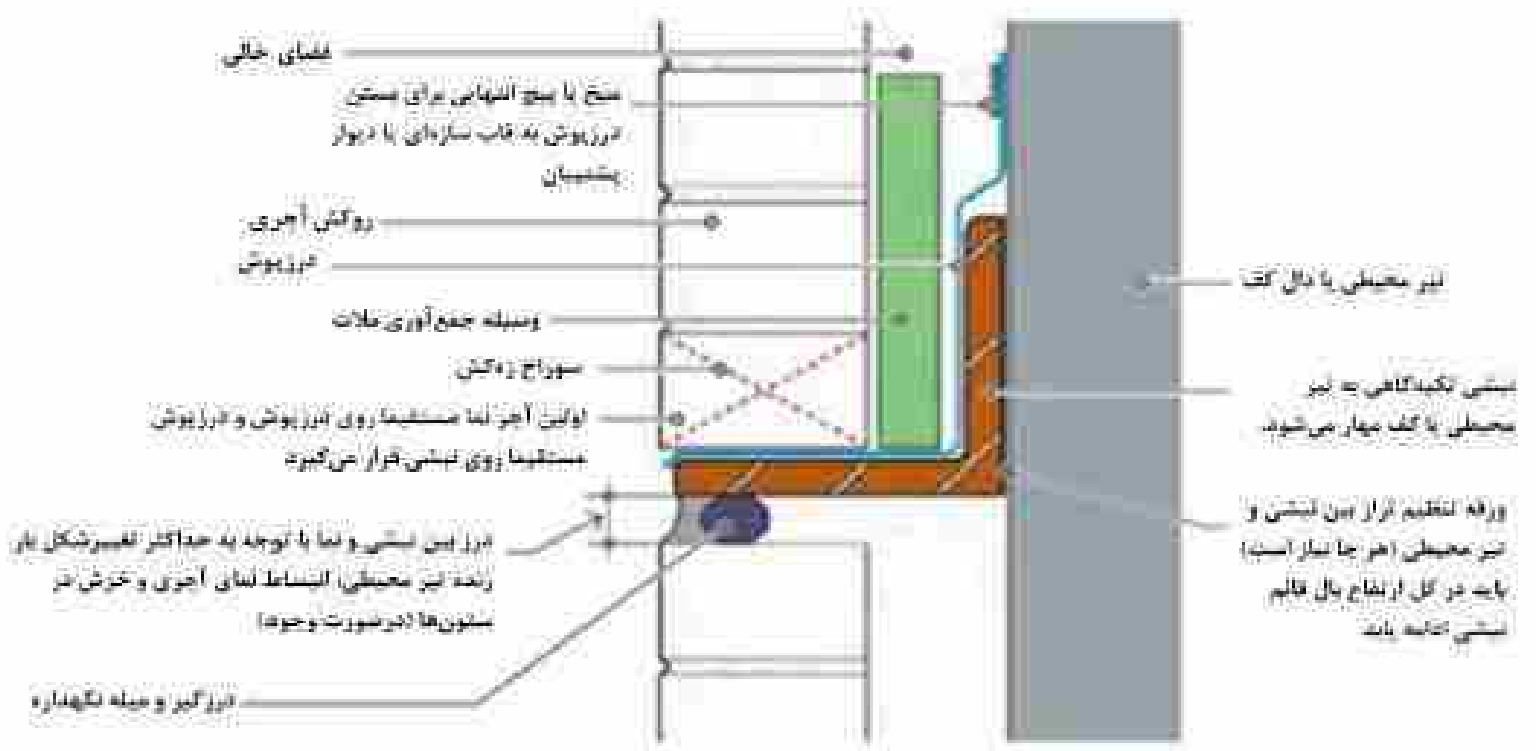 فضای خالی
میخ یا پیچ انتهایی برای بستن
درزپوش به قاب سازه‌ای یا دیوار
پشتیبان
روکش آجری
درزپوش
وسیله جمع‌آوری ملات
سوراخ زه‌کش
اولین آجر نما مستقیما روی درزپوش و درزپوش
مستقیما روی نبشی قرار می‌گیرد
درز بین نبشی و نما با توجه به حداکثر تغییرشکل بار
زنده تیر محیطی، انبساط نمای آجری و خزش در
ستون‌ها (درصورت وجود)
درزگیر و میله نگهدارنده
تیر محیطی یا دال کف
نبشی تکیه‌گاهی به تیر
محیطی یا کف مهار می‌شود.
ورقه تنظیم تراز بین نبشی و
تیر محیطی (هر جا نیاز است)
باید در کل ارتفاع بال قائم
نبشی ادامه یابد